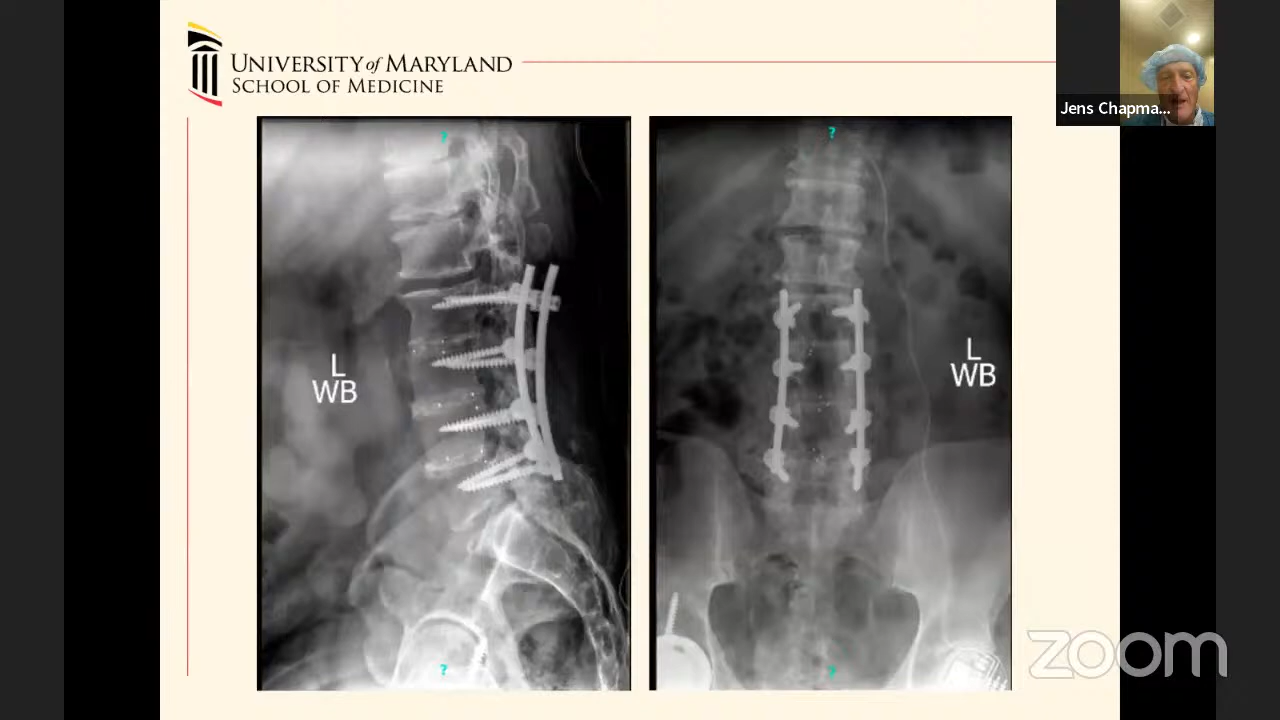 UNIVERSITY of MARYLAND
SCHOOL OF MEDICINE
Jens Chapma...
?
?
L
WB
L
WB
?
?
zoom